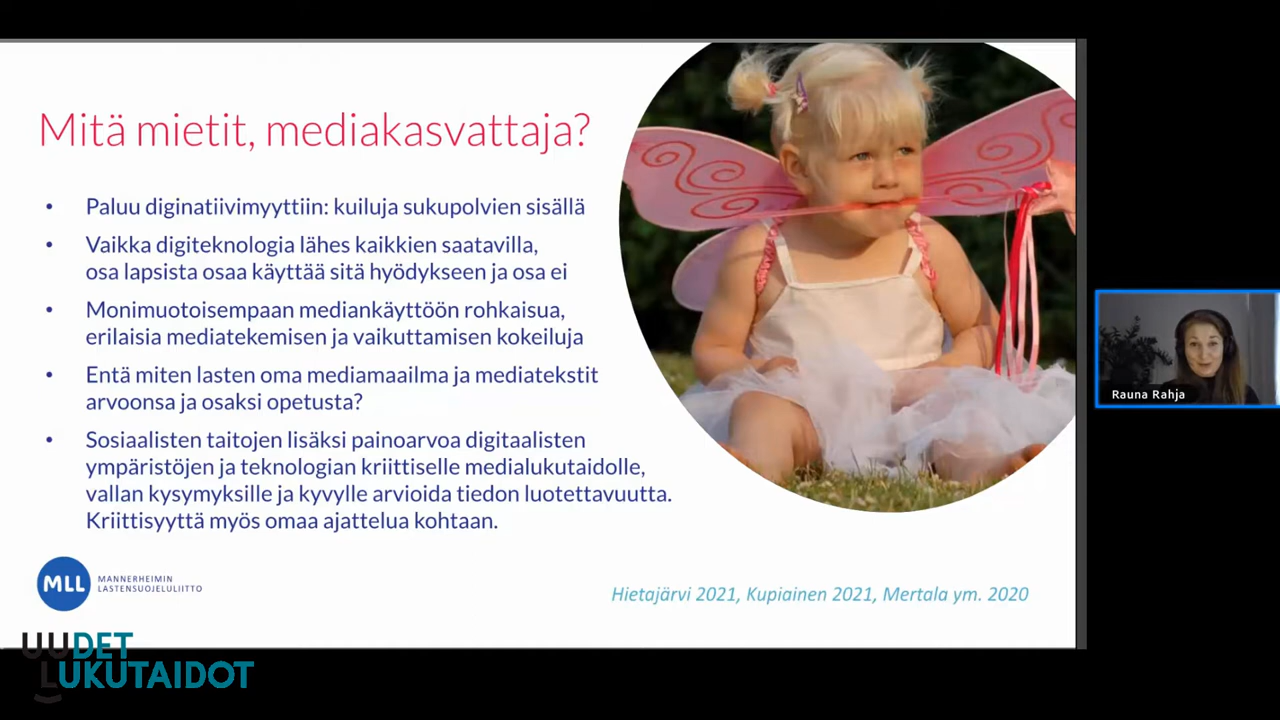 Mitä mietit, mediakasvattaja?
• Paluu diginatiivimyyttiin: kuiluja sukupolvien sisällä
• Vaikka digiteknologia lähes kaikkien saatavilla,
osa lapsista osaa käyttää sitä hyödykseen ja osa ei
• Monimuotoisempaan mediankäyttöön rohkaisua,
erilaisia mediatekemisen ja vaikuttamisen kokeiluja
• Entä miten lasten oma mediamaailma ja mediatekstit
arvoonsa ja osaksi opetusta?
• Sosiaalisten taitojen lisäksi painoarvoa digitaalisten
ympäristöjen ja teknologian kriittiselle medialukutaidolle,
vallan kysymyksille ja kyvylle arvioida tiedon luotettavuutta.
Kriittisyyttä myös omaa ajattelua kohtaan.
MLL
MANNERHEIMIN
LASTENSUOJELULIITTO
Hietajärvi 2021, Kupiainen 2021, Mertala ym. 2020
UUDET
LUKUTAIDOT
Rauna Rahja